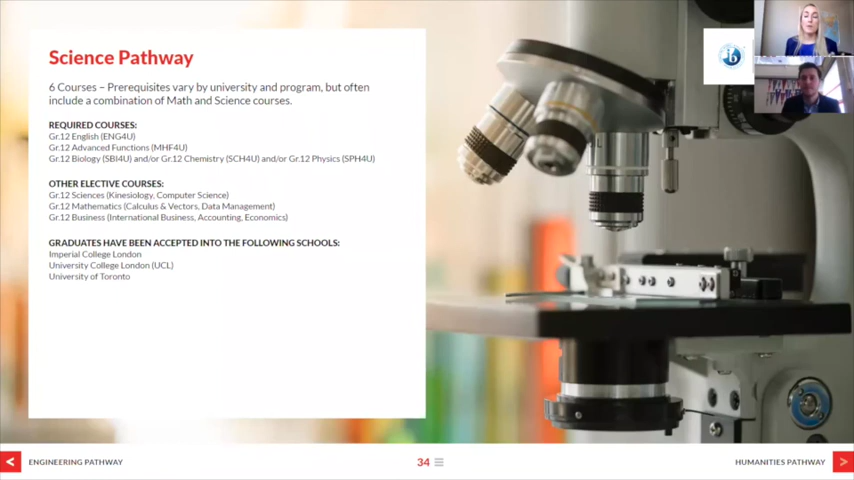 Science Pathway
6 Courses – Prerequisites vary by university and program, but often
include a combination of Math and Science courses.
REQUIRED COURSES:
Gr.12 English (ENG4U)
Gr.12 Advanced Functions (MHF4U)
Gr.12 Biology (SBI4U) and/or Gr.12 Chemistry (SCH4U) and/or Gr.12 Physics (SPH4U)
OTHER ELECTIVE COURSES:
Gr.12 Sciences (Kinesiology, Computer Science)
Gr.12 Mathematics (Calculus & Vectors, Data Management)
Gr.12 Business (International Business, Accounting, Economics)
GRADUATES HAVE BEEN ACCEPTED INTO THE FOLLOWING SCHOOLS:
Imperial College London
University College London (UCL)
University of Toronto
ib
L
< ENGINEERING PATHWAY
34
HUMANITIES PATHWAY >